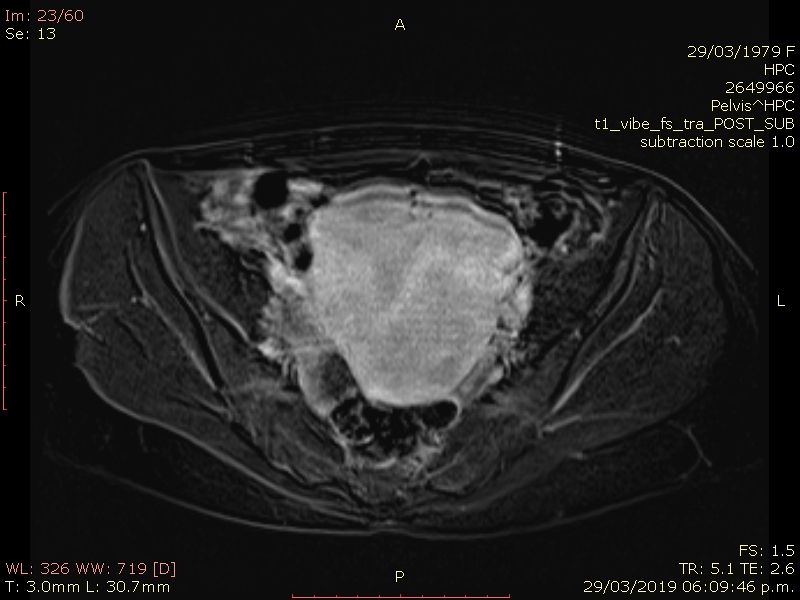 Im: 23/60
Se: 13
A
29/03/1979 F
HPC
2649966
Pelvis^HPC
t1_vibe_fs_tra_POST_SUB
subtraction scale 1.0
R
L
WL: 326 WW: 719 [D]
T: 3.0mm L: 30.7mm
P
FS: 1.5
TR: 5.1 TE: 2.6
29/03/2019 06:09:46 p.m.